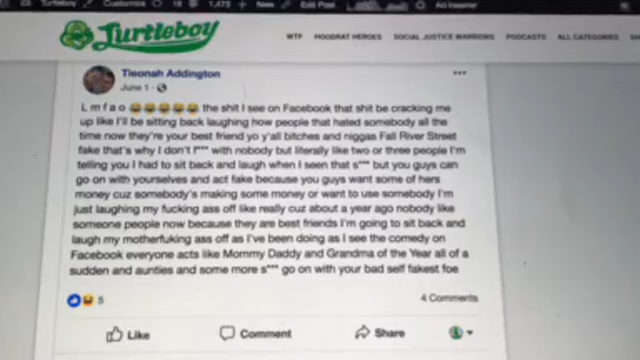 Turtleboy
Customize
18
1,473
New
Edit Post
Turtleboy
WTF
HOODRAT HEROES
SOCIAL JUSTICE WARRIORS
PODCASTS
ALL CATEGORIES
Tieonah Addington
June 1
L m f a o 😂😂😂😂😂 the shit I see on Facebook that shit be cracking me
up like I'll be sitting back laughing how people that hated somebody all the
time now they're your best friend yo y'all bitches and niggas Fall River Street
fake that's why I don't f*** with nobody but literally like two or three people I'm
telling you I had to sit back and laugh when I seen that s*** but you guys can
go on with yourselves and act fake because you guys want some of hers
money cuz somebody's making some money or want to use somebody I'm
just laughing my fucking ass off like really cuz about a year ago nobody like
someone people now because they are best friends I'm going to sit back and
laugh my motherfuking ass off as I've been doing as I see the comedy on
Facebook everyone acts like Mommy Daddy and Grandma of the Year all of a
sudden and aunties and some more s*** go on with your bad self fakest foe
5
4 Comments
Like
Comment
Share